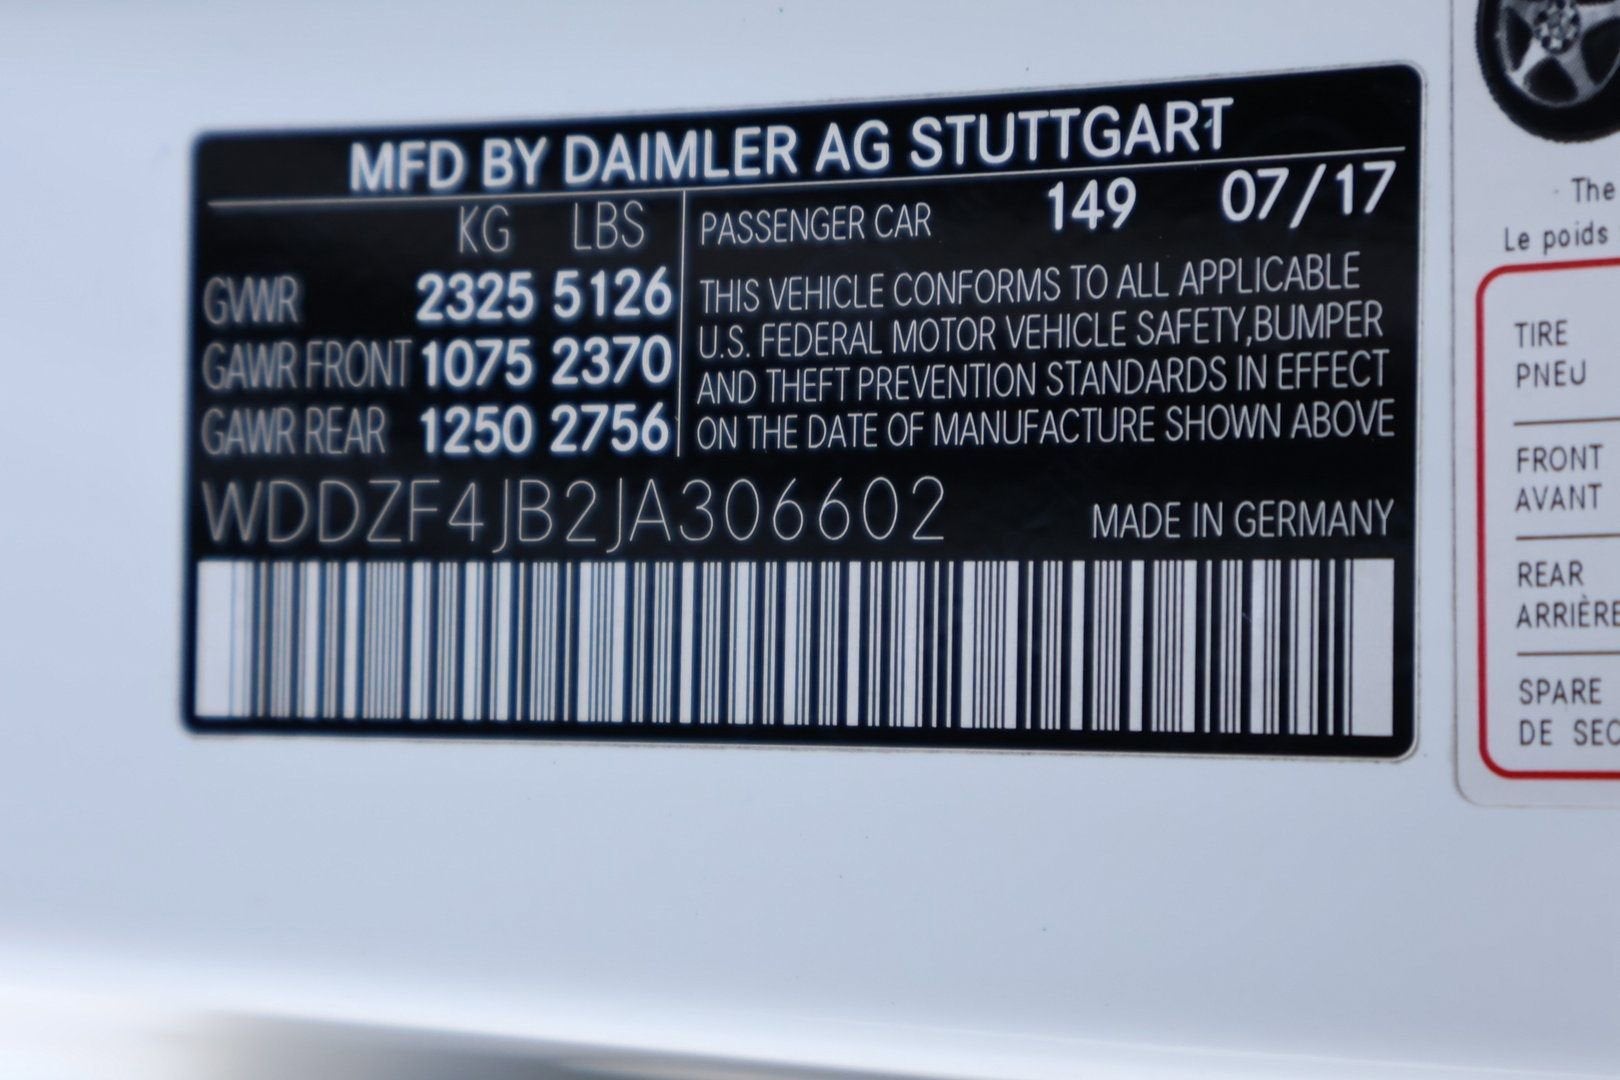 MFD BY DAIMLER AG STUTTGART
KG LBS
GVWR 2325 5126
GAWR FRONT 1075 2370
GAWR REAR 1250 2756
PASSENGER CAR 149 07/17
THIS VEHICLE CONFORMS TO ALL APPLICABLE
U.S. FEDERAL MOTOR VEHICLE SAFETY,BUMPER
AND THEFT PREVENTION STANDARDS IN EFFECT
ON THE DATE OF MANUFACTURE SHOWN ABOVE
WDDZF4JB2JA306602
MADE IN GERMANY
The
Le poids
TIRE
PNEU
FRONT
AVANT
REAR
ARRIÈRE
SPARE
DE SEC